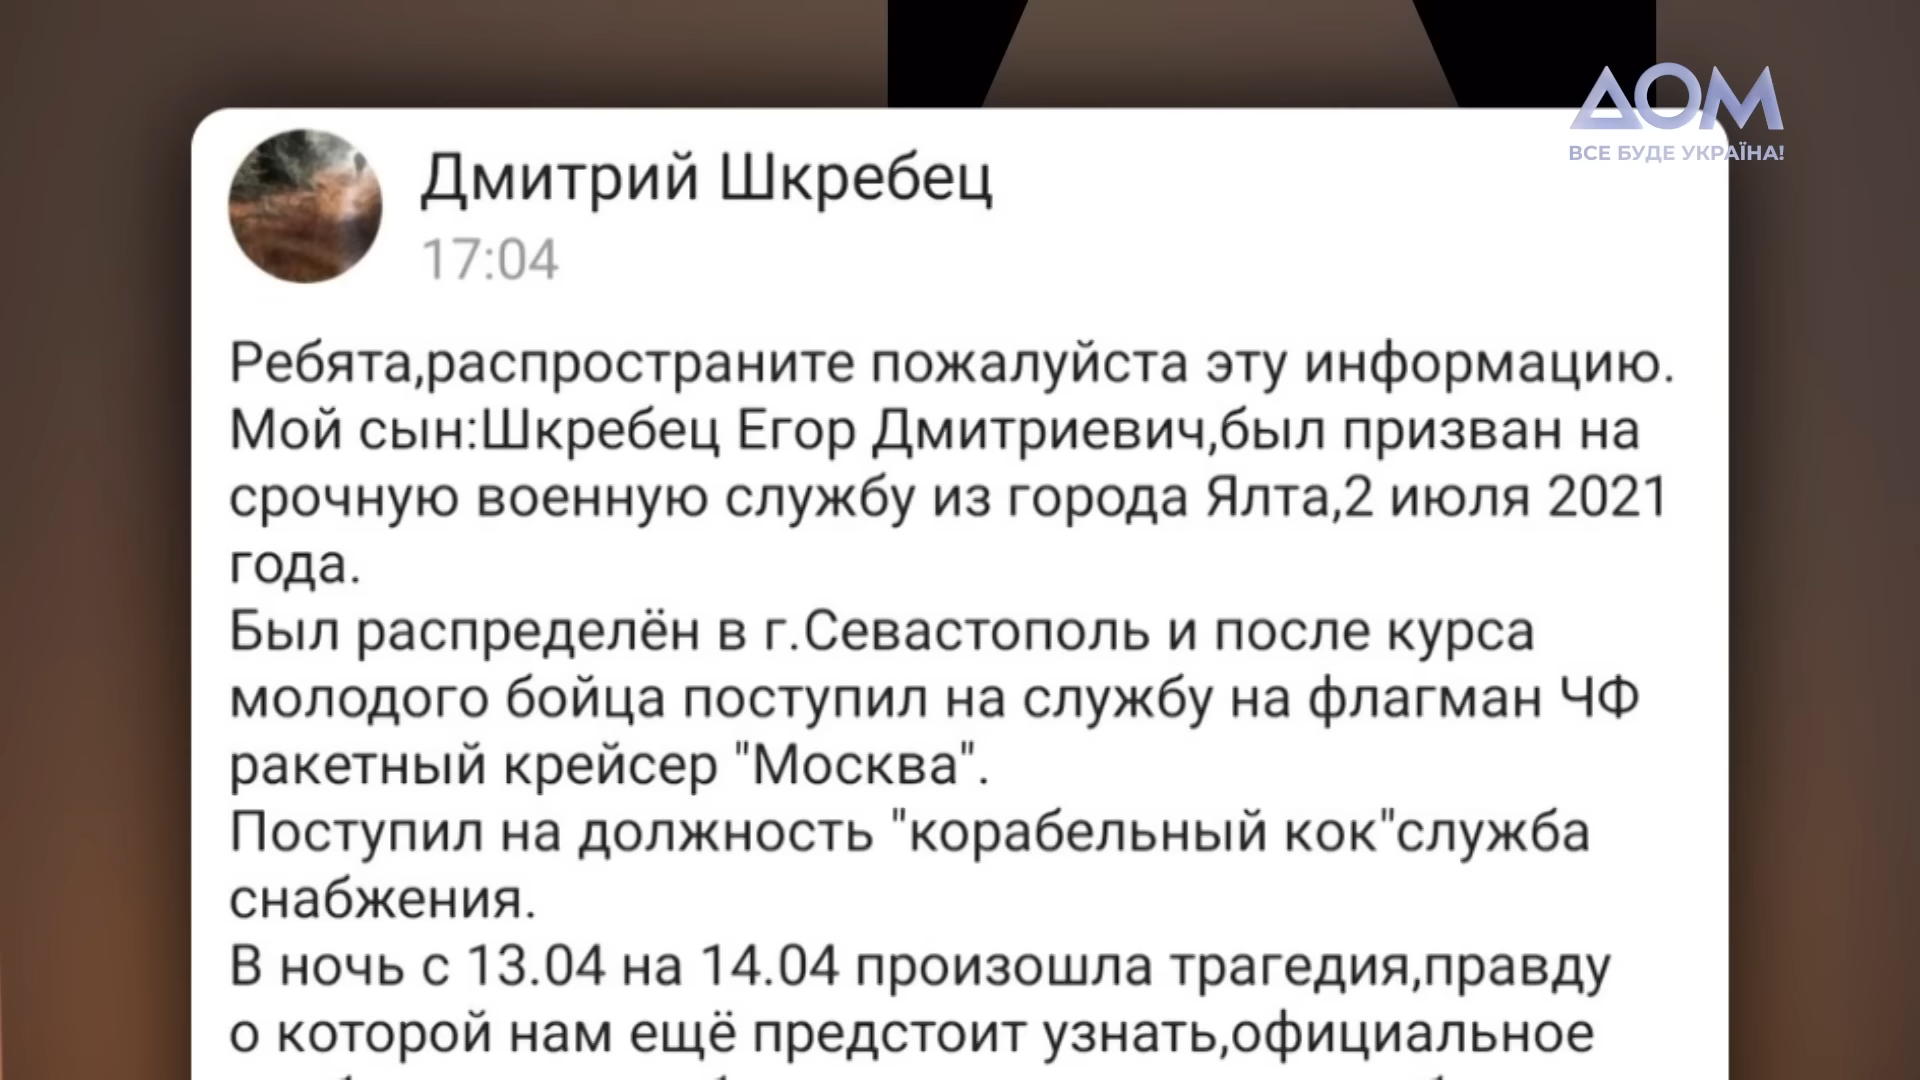 ДОМ
ВСЕ БУДЕ УКРАЇНА!
Дмитрий Шкребец
17:04
Ребята,распространите пожалуйста эту информацию.
Мой сын:Шкребец Егор Дмитриевич,был призван на
срочную военную службу из города Ялта,2 июля 2021
года.
Был распределён в г.Севастополь и после курса
молодого бойца поступил на службу на флагман ЧФ
ракетный крейсер "Москва".
Поступил на должность "корабельный кок"служба
снабжения.
В ночь с 13.04 на 14.04 произошла трагедия,правду
о которой нам ещё предстоит узнать,официальное